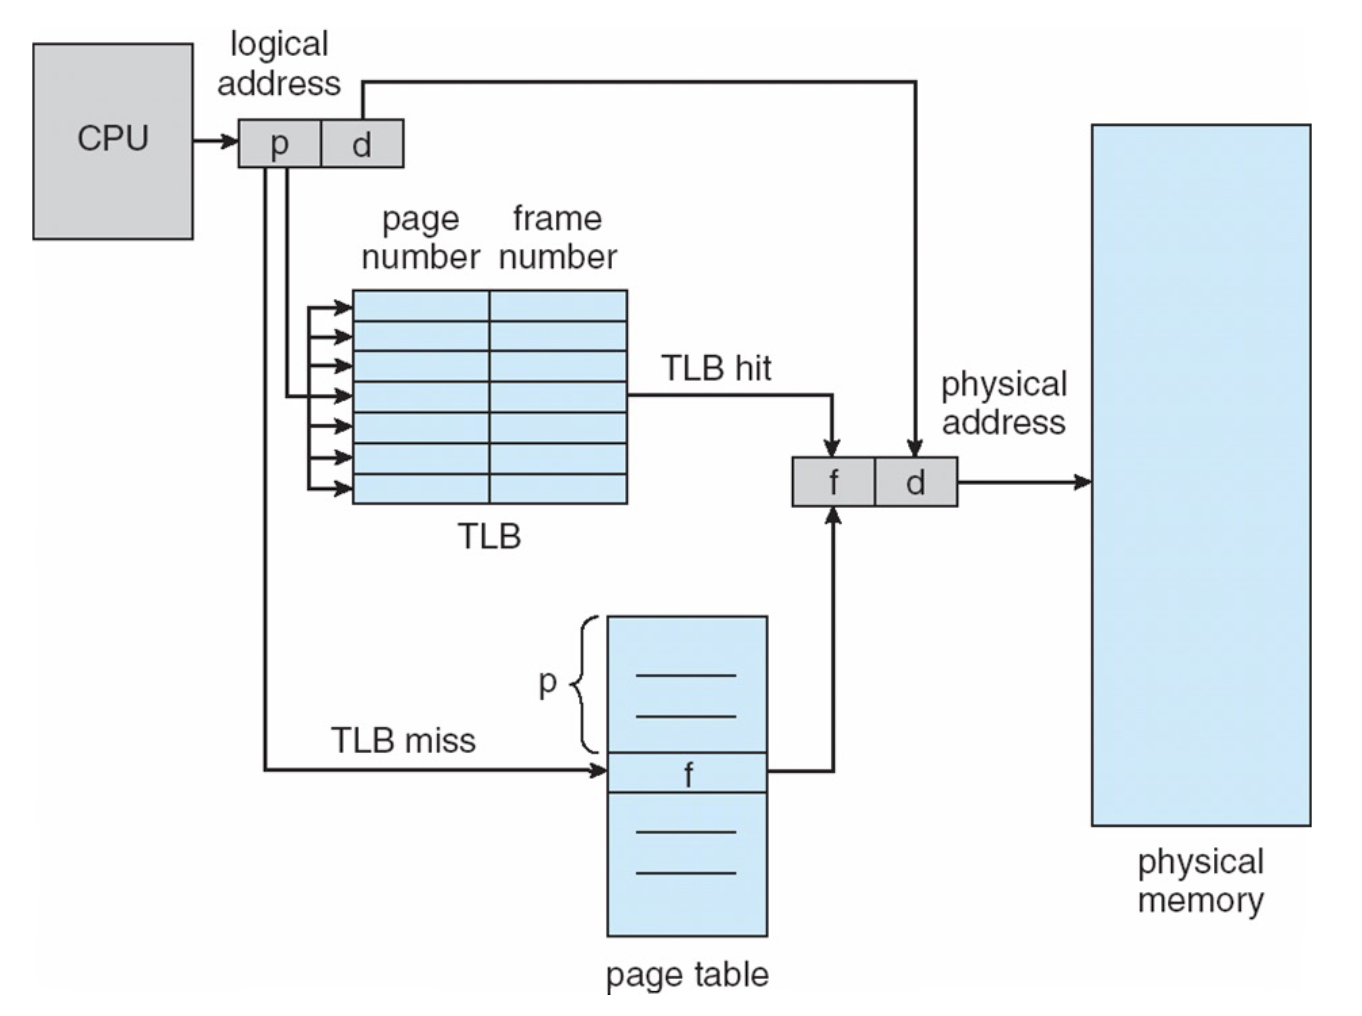 logical
address
CPU
p d
page frame
number number
TLB hit
physical
address
f d
TLB
p
TLB miss
f
physical
memory
page table